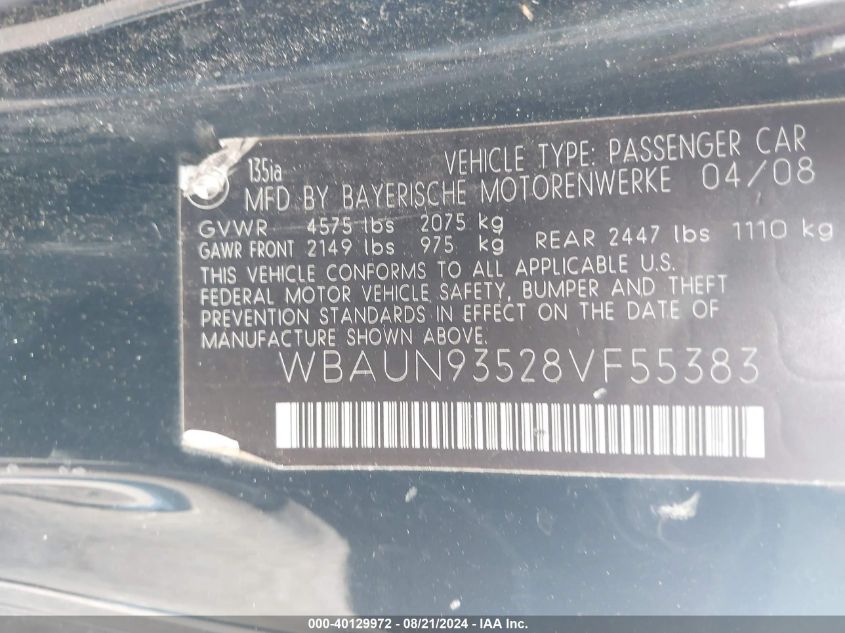 135ia
VEHICLE TYPE: PASSENGER CAR
MFD BY BAYERISCHE MOTORENWERKE 04/08
GVWR 4575 lbs 2075 kg
GAWR FRONT 2149 lbs 975 kg REAR 2447 lbs 1110 kg
THIS VEHICLE CONFORMS TO ALL APPLICABLE U.S.
FEDERAL MOTOR VEHICLE SAFETY, BUMPER AND THEFT
PREVENTION STANDARDS IN EFFECT ON THE DATE OF
MANUFACTURE SHOWN ABOVE.
WBAUN93528VF55383
000-40129972 - 08/21/2024 - IAAI.COM